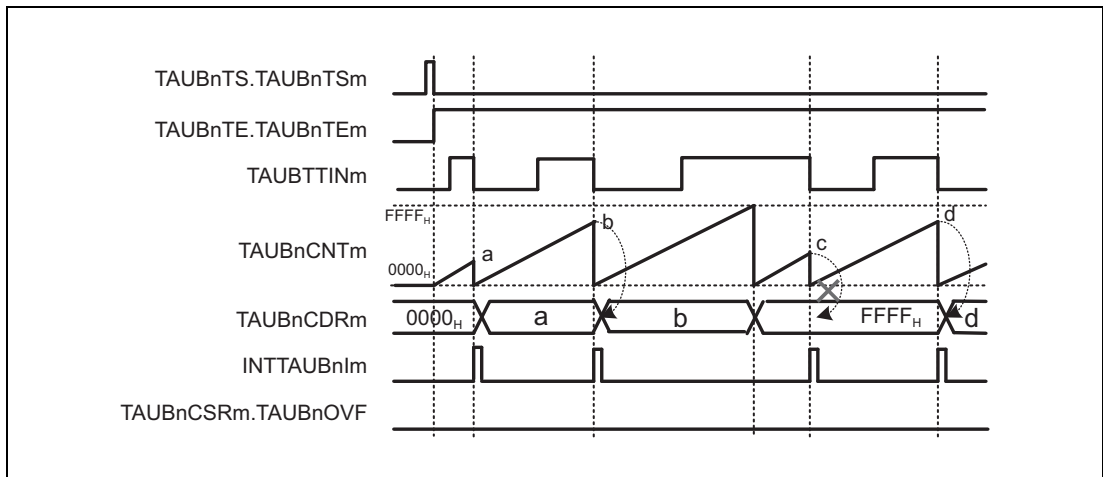 TAUBnTS.TAUBnTSm
TAUBnTE.TAUBnTEm
TAUBTTINm
FFFFH
TAUBnCNTm
0000H
a
b
c
d
TAUBnCDRm
0000H
a
b
FFFFH
d
INTTAUBnIm
TAUBnCSRm.TAUBnOVF